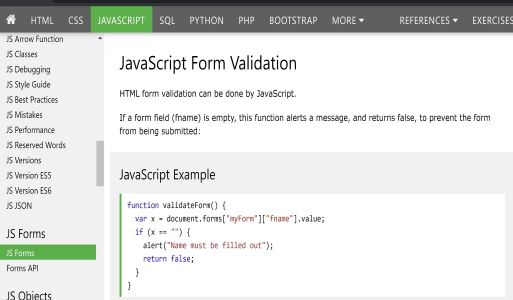 HTML CSS JAVASCRIPT SQL PYTHON PHP BOOTSTRAP MORE REFERENCES EXERCISES
JS Arrow Function
JS Classes
JS Debugging
JS Style Guide
JS Best Practices
JS Mistakes
JS Performance
JS Reserved Words
JS Versions
JS Version ES5
JS Version ES6
JS JSON
JS Forms
JS Forms
Forms API
JS Objects
JavaScript Form Validation
HTML form validation can be done by JavaScript.
If a form field (fname) is empty, this function alerts a message, and returns false, to prevent the form
from being submitted:
JavaScript Example
function validateForm() {
  var x = document.forms["myForm"]["fname"].value;
  if (x == "") {
    alert("Name must be filled out");
    return false;
  }
}